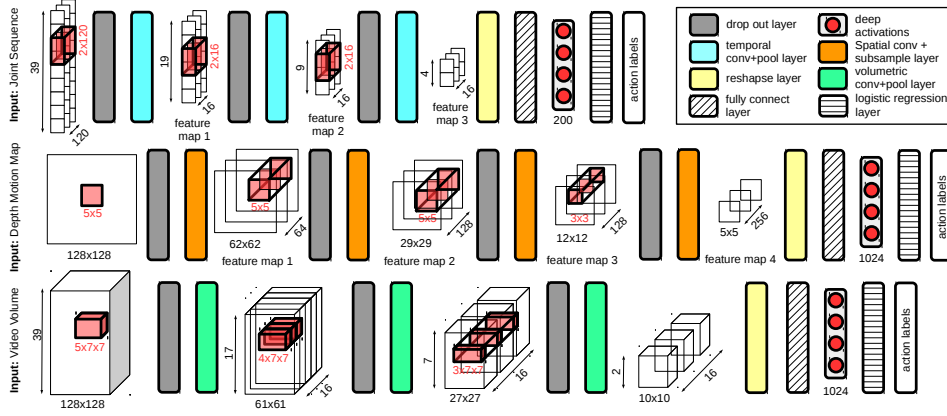 Input: Joint Sequence
39
120
2x120
19
16
2x16
feature
map 1
9
16
2x16
feature
map 2
4
16
feature
map 3
200
action labels
drop out layer
temporal
conv+pool layer
reshape layer
fully connect
layer
deep
activations
Spatial conv +
subsample layer
volumetric
conv+pool layer
logistic regression
layer
Input: Depth Motion Map
5x5
128x128
5x5
62x62
64
feature map 1
5x5
29x29
128
feature map 2
3x3
12x12
128
feature map 3
5x5
256
feature map 4
1024
action labels
Input: Video Volume
39
5x7x7
128x128
17
4x7x7
61x61
16
7
3x7x7
27x27
16
2
10x10
16
1024
action labels